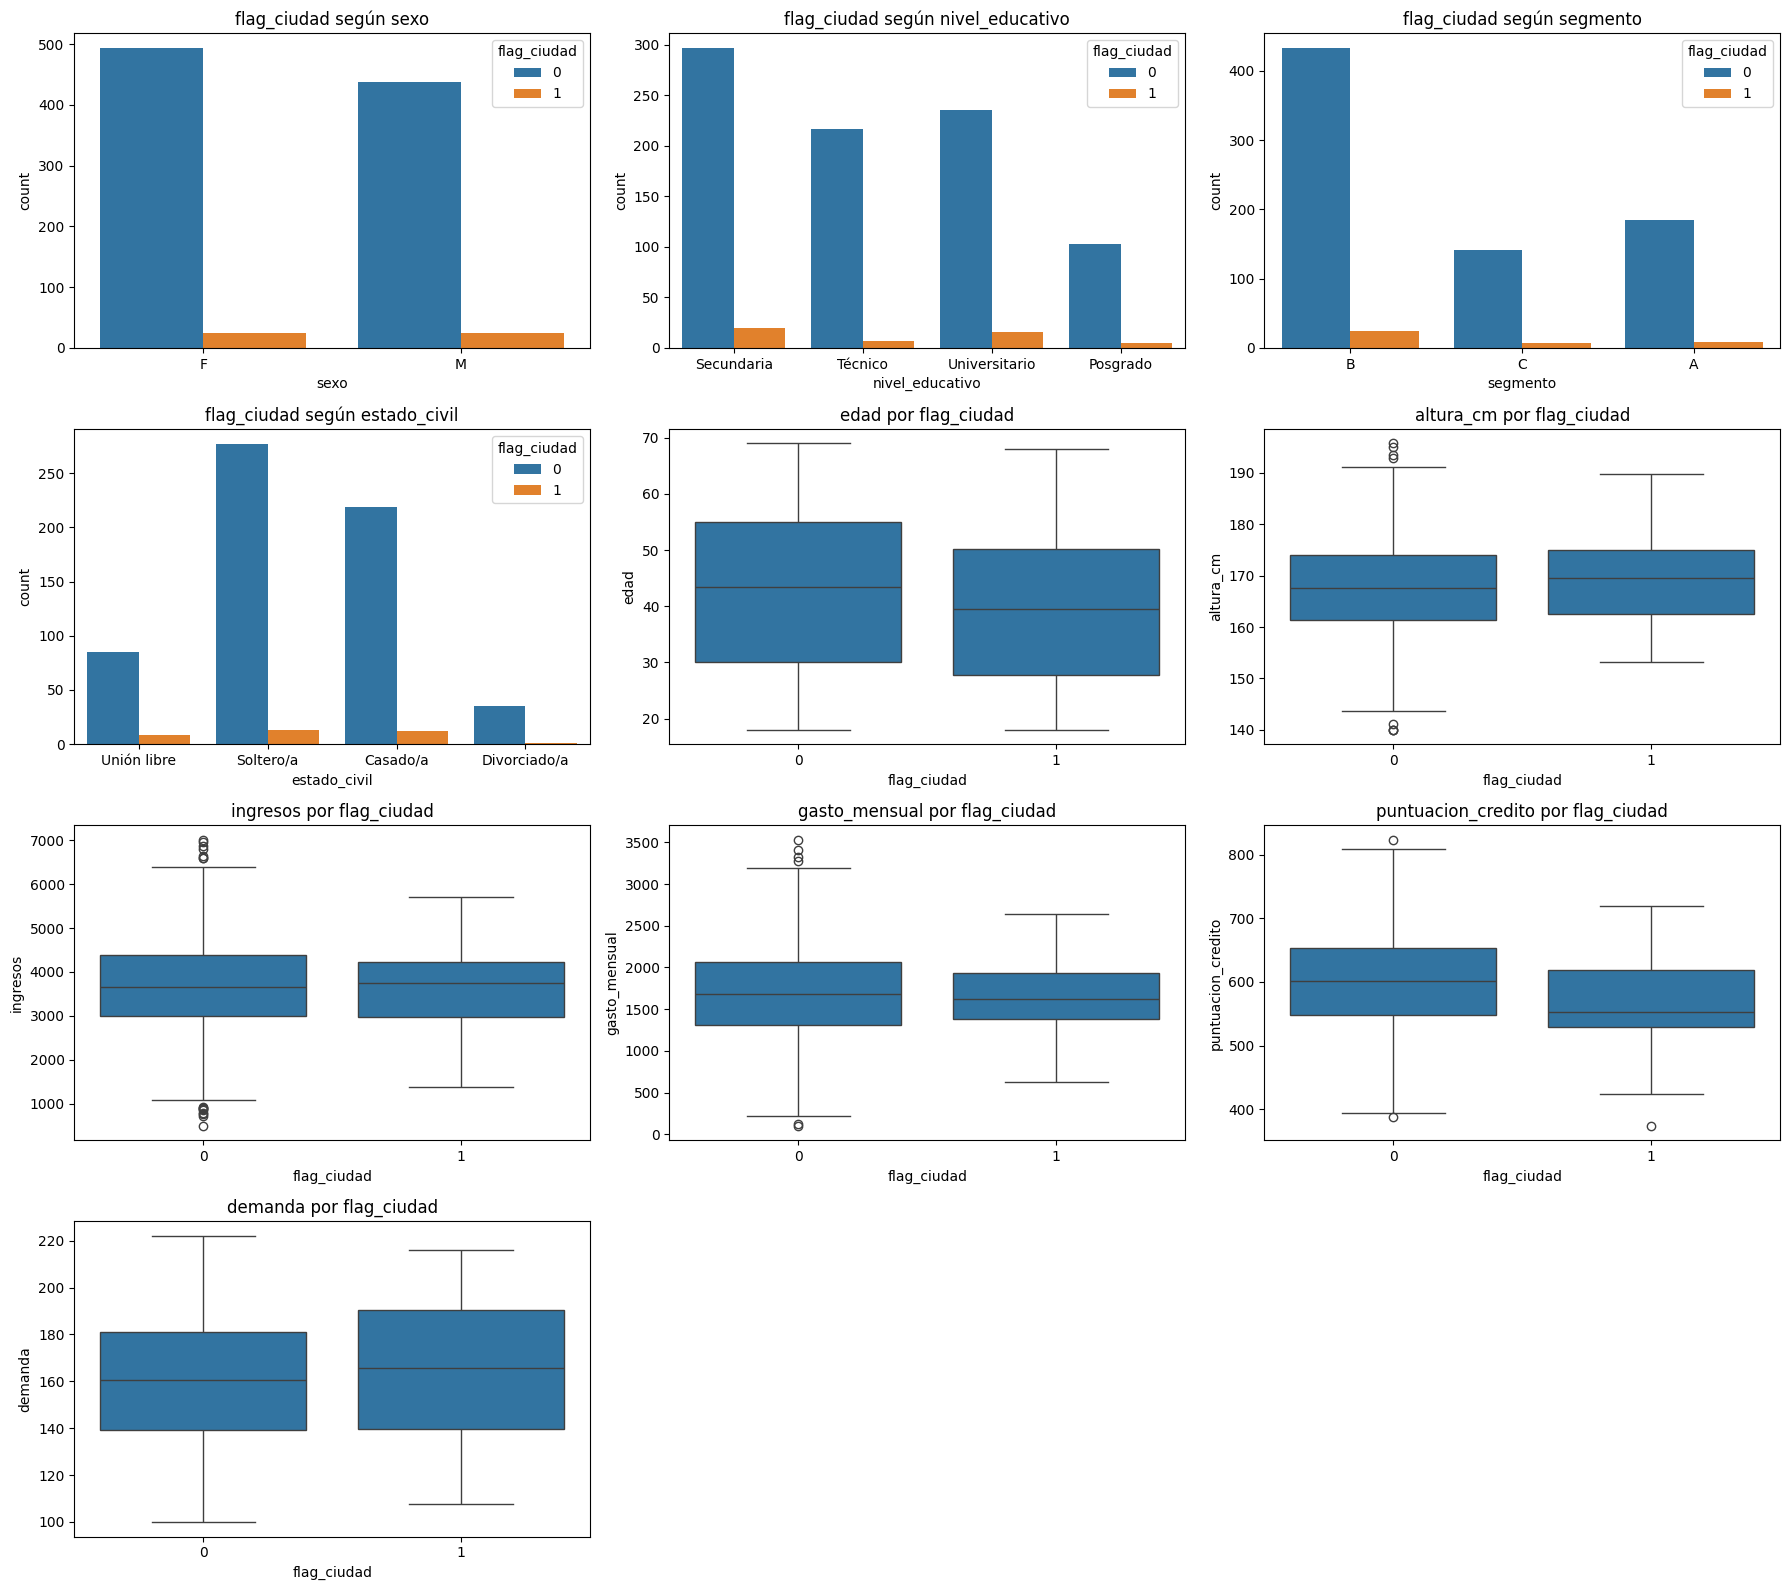 flag_ciudad según sexo
500
400
300
200
100
0
count
F
M
sexo
flag_ciudad
0
1
flag_ciudad según nivel_educativo
300
250
200
150
100
50
0
count
Secundaria
Técnico
Universitario
Posgrado
nivel_educativo
flag_ciudad
0
1
flag_ciudad según segmento
400
300
200
100
0
count
B
C
A
segmento
flag_ciudad
0
1
flag_ciudad según estado_civil
250
200
150
100
50
0
count
Unión libre
Soltero/a
Casado/a
Divorciado/a
estado_civil
flag_ciudad
0
1
edad por flag_ciudad
70
60
50
40
30
20
edad
0
1
flag_ciudad
altura_cm por flag_ciudad
190
180
170
160
150
140
altura_cm
0
1
flag_ciudad
ingresos por flag_ciudad
7000
6000
5000
4000
3000
2000
1000
ingresos
0
1
flag_ciudad
gasto_mensual por flag_ciudad
3500
3000
2500
2000
1500
1000
500
0
gasto_mensual
0
1
flag_ciudad
puntuacion_credito por flag_ciudad
800
700
600
500
400
puntuacion_credito
0
1
flag_ciudad
demanda por flag_ciudad
220
200
180
160
140
120
100
demanda
0
1
flag_ciudad